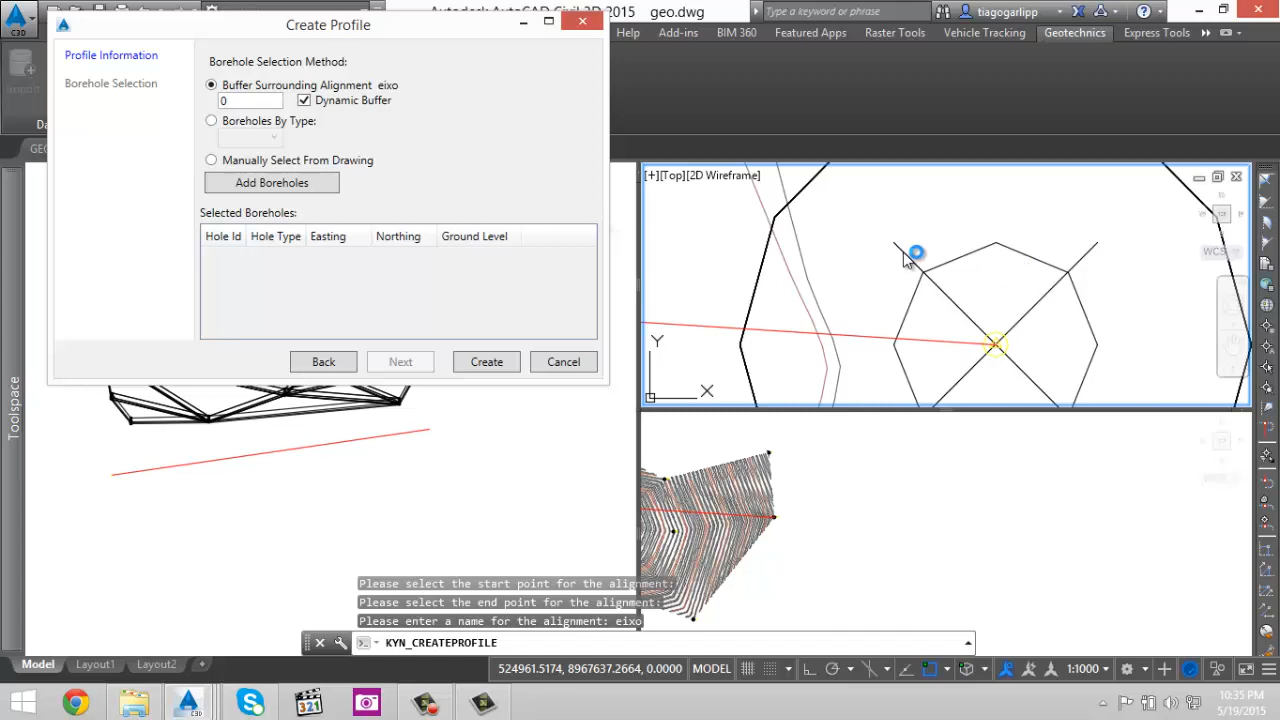 Autodesk AutoCAD Civil 3D 2015 geo.dwg
Type a keyword or phrase
tiagogarlipp
C3D
Create Profile
Help
Add-ins
BIM 360
Featured Apps
Raster Tools
Vehicle Tracking
Geotechnics
Express Tools
Import
Profile Information
Borehole Selection
Borehole Selection Method:
Buffer Surrounding Alignment eixo
0
Dynamic Buffer
Boreholes By Type:
Manually Select From Drawing
Add Boreholes
Selected Boreholes:
Hole Id Hole Type Easting Northing Ground Level
Back Next Create Cancel
[+][Top][2D Wireframe]
WCS
Y
X
Toolspace
Please select the start point for the alignment:
Please select the end point for the alignment:
Please enter a name for the alignment: eixo
KYN_CREATEPROFILE
Model Layout1 Layout2
524961.5174, 8967637.2664, 0.0000 MODEL
1:1000
10:35 PM
5/19/2015